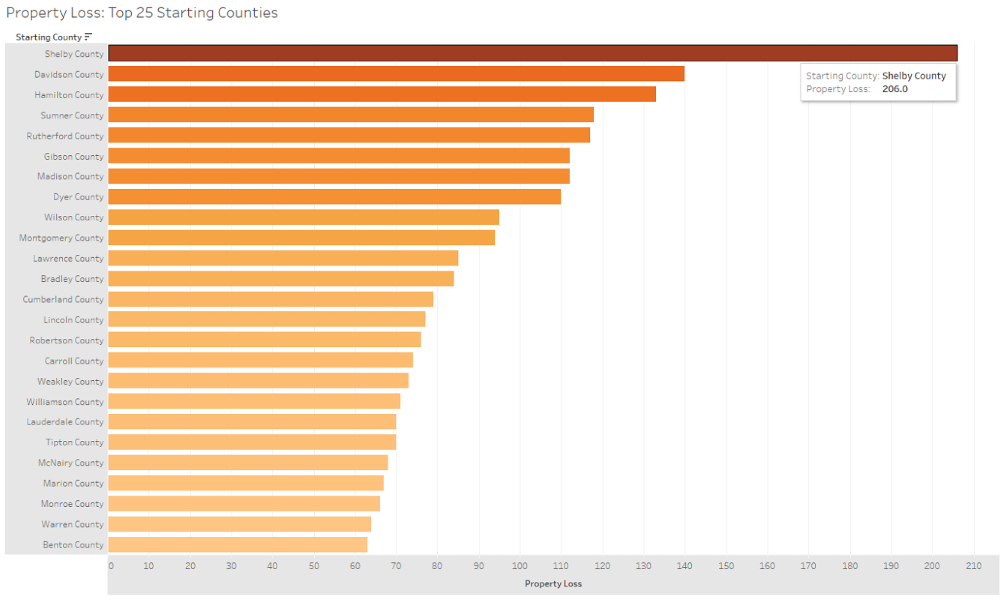 Property Loss: Top 25 Starting Counties
Starting County
Shelby County
Davidson County
Starting County: Shelby County
Property Loss: 206.0
Hamilton County
Sumner County
Rutherford County
Gibson County
Madison County
Dyer County
Wilson County
Montgomery County
Lawrence County
Bradley County
Cumberland County
Lincoln County
Robertson County
Carroll County
Weakley County
Williamson County
Lauderdale County
Tipton County
McNairy County
Marion County
Monroe County
Warren County
Benton County
0 10 20 30 40 50 60 70 80 90 100 110 120 130 140 150 160 170 180 190 200 210
Property Loss